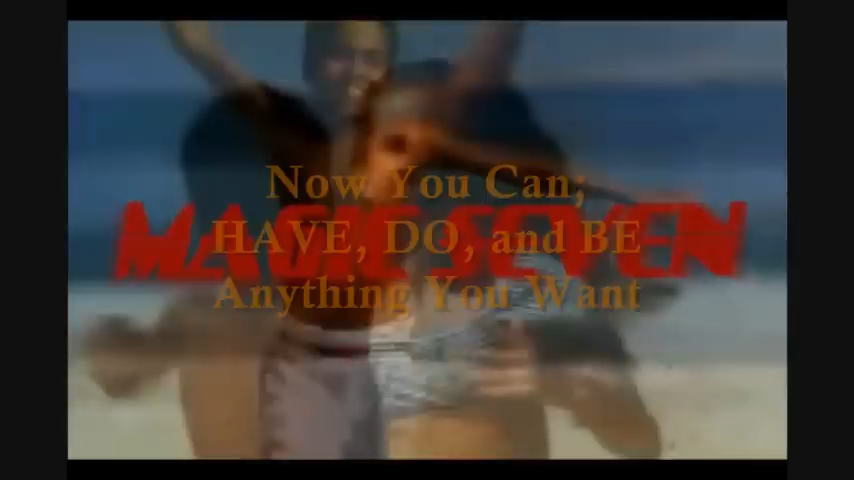 Now You Can;
MAGIC SEVEN
HAVE, DO, and BE
Anything You Want